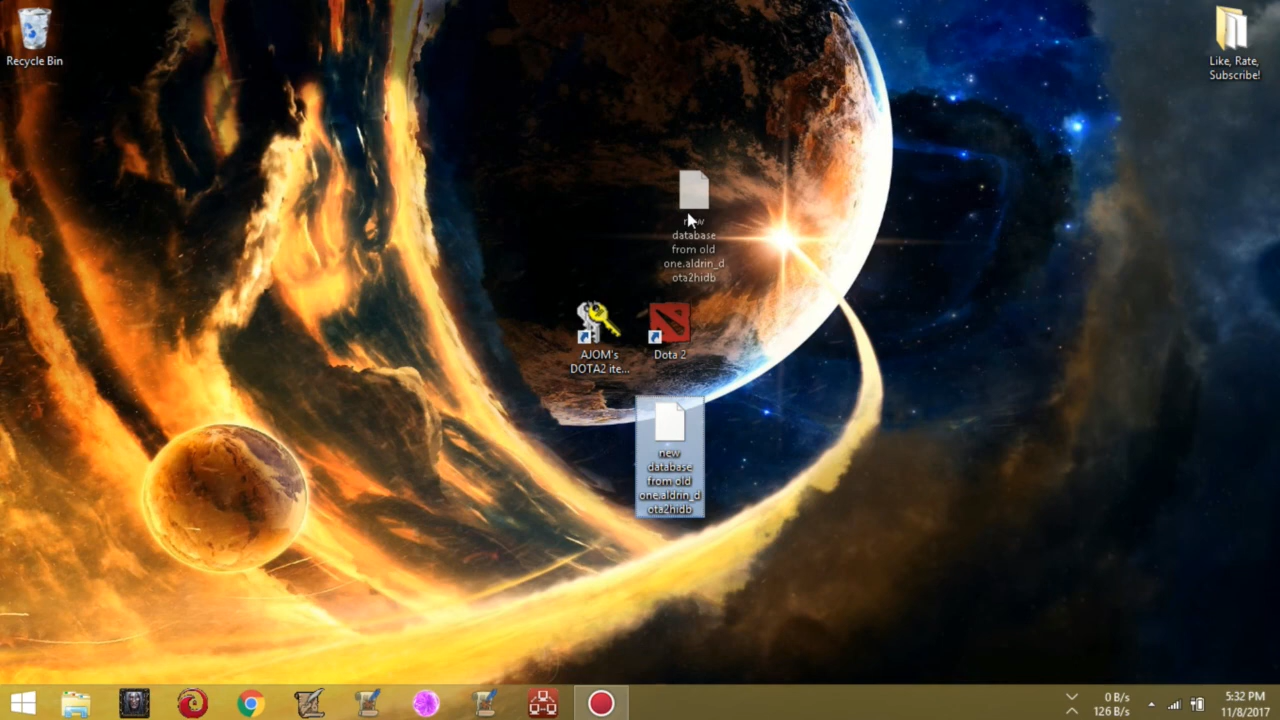 Recycle Bin
Like, Rate,
Subscribe!
new
database
from old
one.aldrin_d
ota2hidb
AJOM's
DOTA2 ite...
Dota 2
new
database
from old
one.aldrin_d
ota2hidb
0 B/s
126 B/s
5:32 PM
11/8/2017